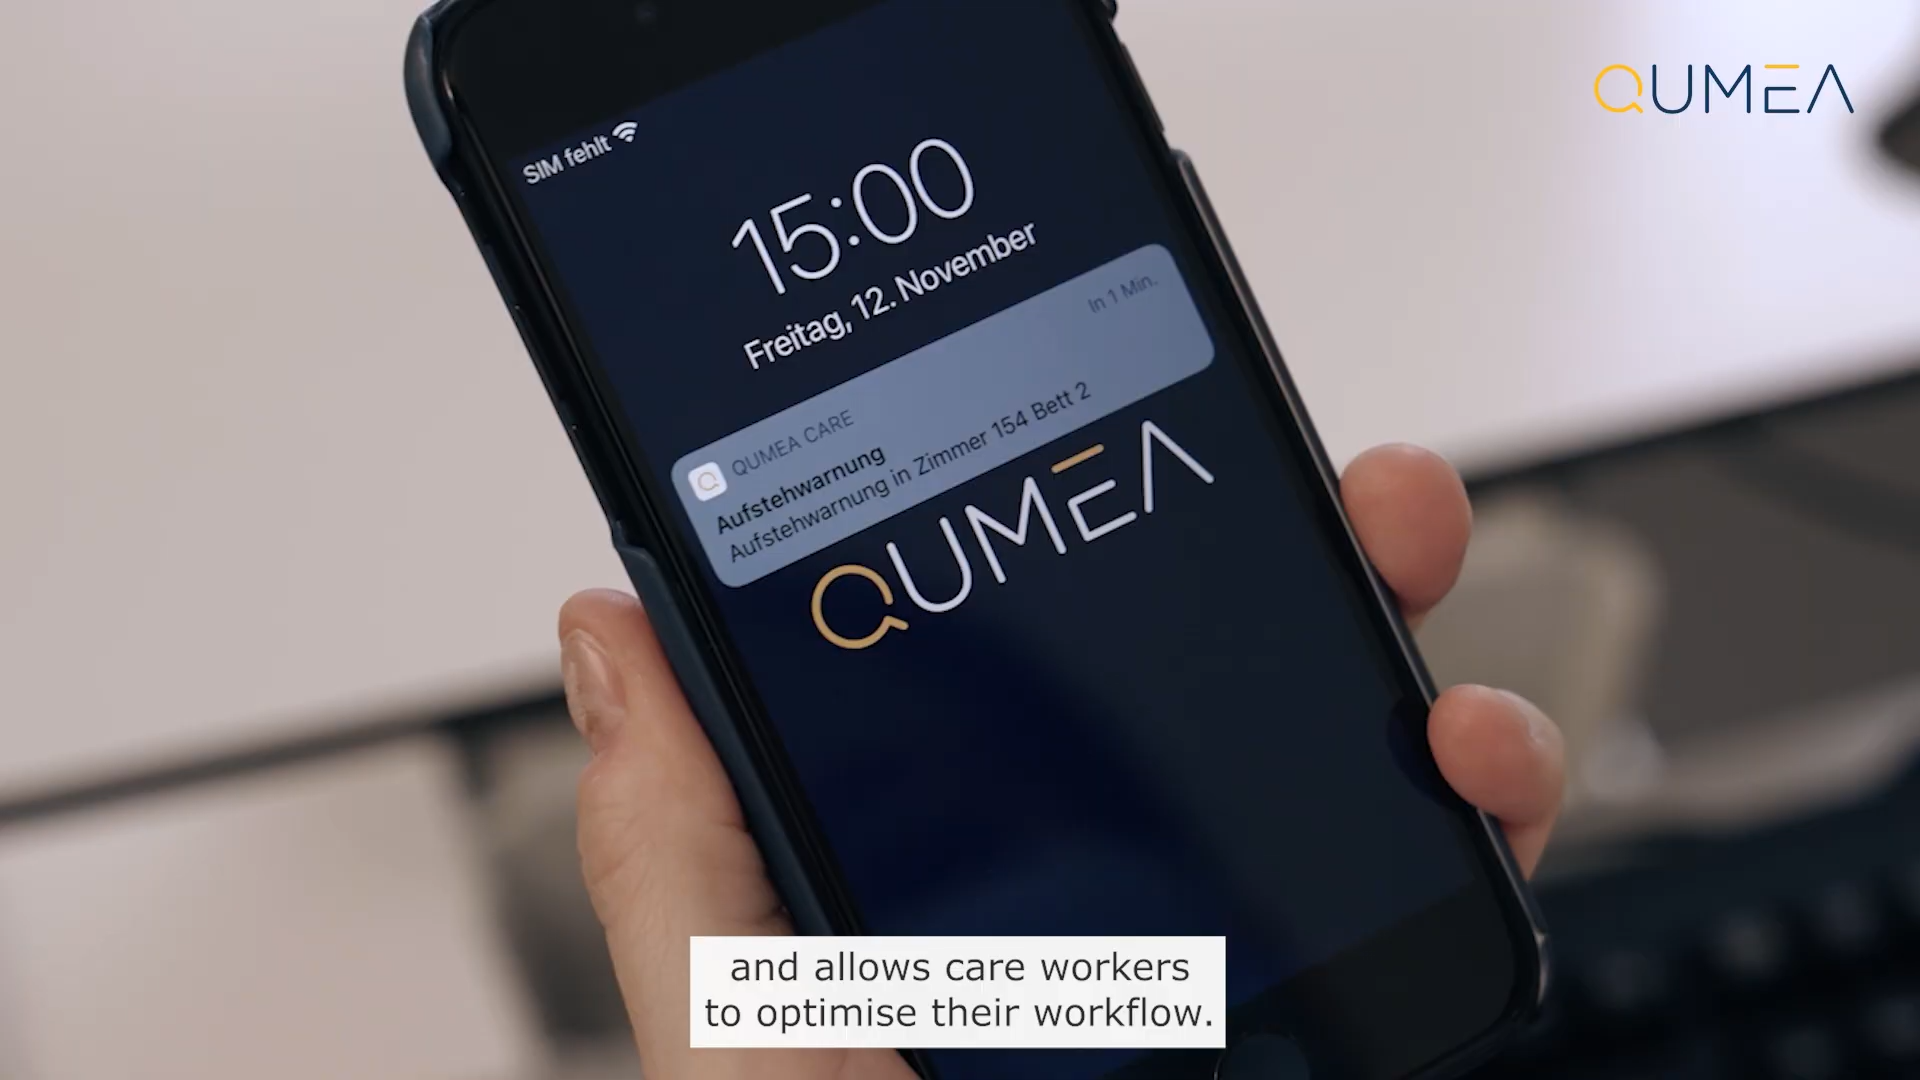 QUMEA
SIM fehlt
15:00
Freitag, 12. November
QUMEA CARE
In 1 Min.
Aufstehwarnung
Aufstehwarnung in Zimmer 154 Bett 2
QUMEA
and allows care workers
to optimise their workflow.